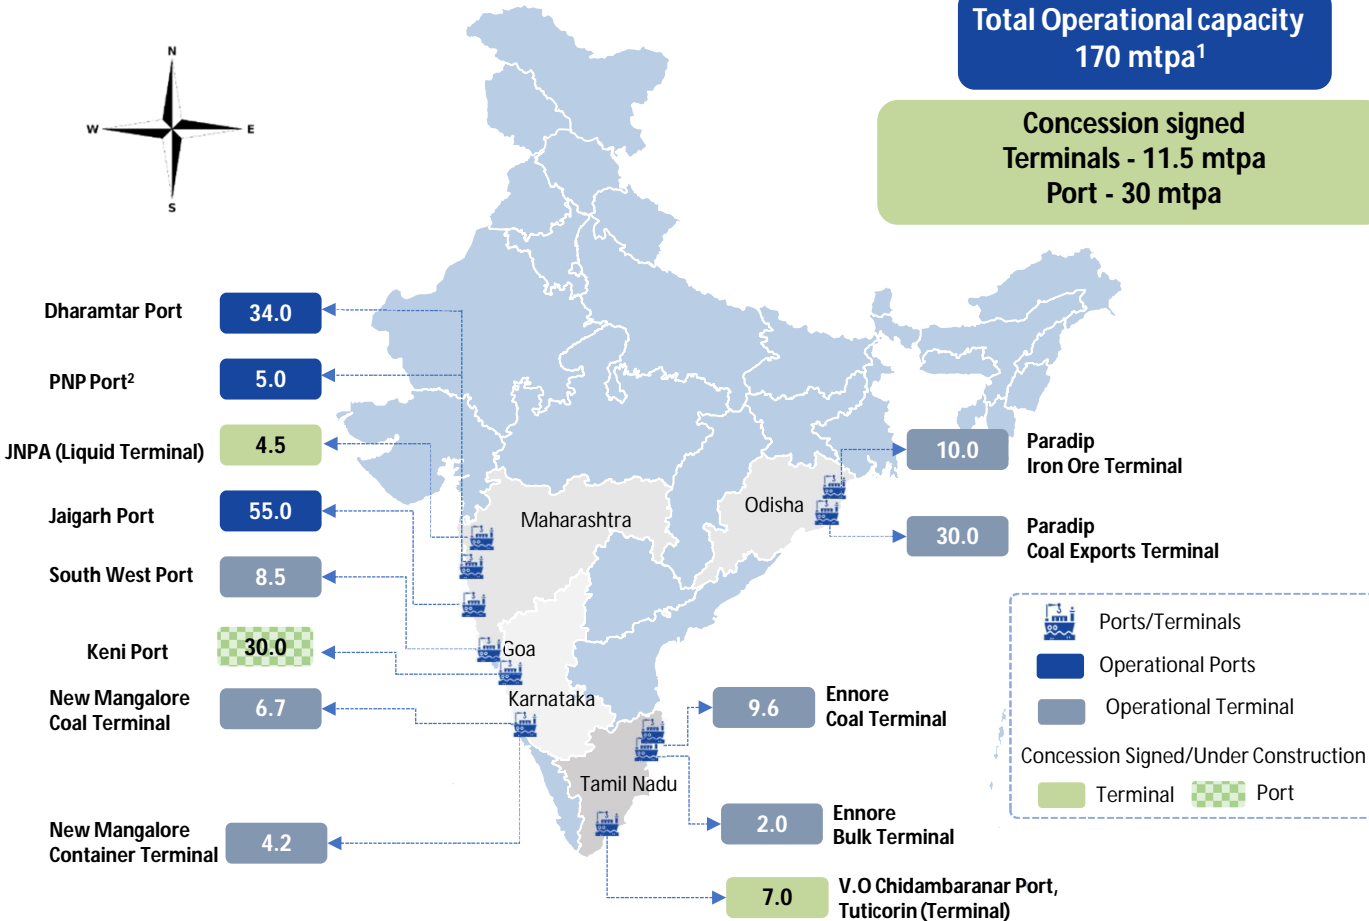 Total Operational capacity
170 mtpa¹
Concession signed
Terminals - 11.5 mtpa
Port - 30 mtpa
N
W
E
S
Dharamtar Port
34.0
PNP Port²
5.0
JNPA (Liquid Terminal)
4.5
Jaigarh Port
55.0
South West Port
8.5
Keni Port
30.0
New Mangalore
Coal Terminal
6.7
New Mangalore
Container Terminal
4.2
Maharashtra
Odisha
Goa
Karnataka
Tamil Nadu
10.0
Paradip
Iron Ore Terminal
30.0
Paradip
Coal Exports Terminal
9.6
Ennore
Coal Terminal
2.0
Ennore
Bulk Terminal
7.0
V.O Chidambaranar Port,
Tuticorin (Terminal)
Ports/Terminals
Operational Ports
Operational Terminal
Concession Signed/Under Construction
Terminal
Port